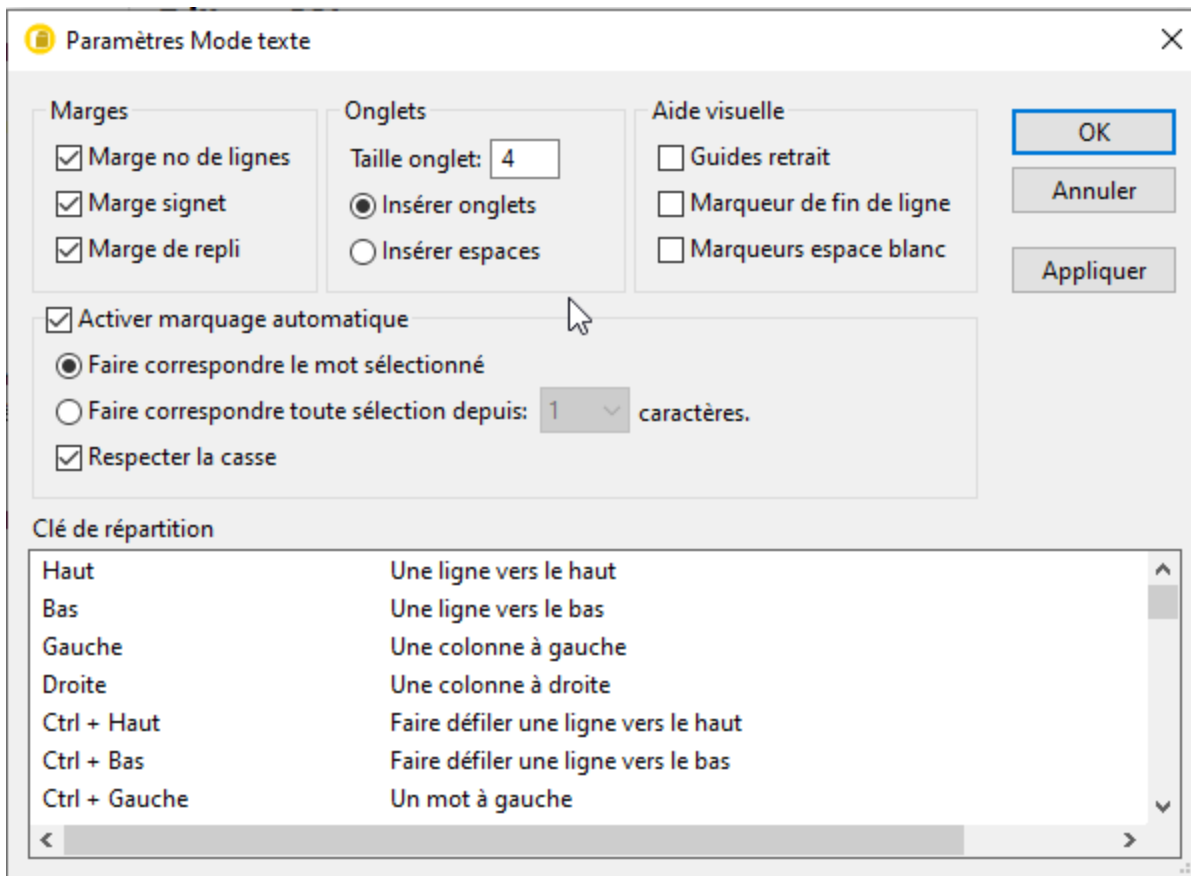 Paramètres Mode texte
Marges
Marge no de lignes
Marge signet
Marge de repli
Onglets
Taille onglet: 4
Insérer onglets
Insérer espaces
Aide visuelle
Guides retrait
Marqueur de fin de ligne
Marqueurs espace blanc
OK
Annuler
Appliquer
Activer marquage automatique
Faire correspondre le mot sélectionné
Faire correspondre toute sélection depuis: 1 caractères.
Respecter la casse
Clé de répartition
Haut Une ligne vers le haut
Bas Une ligne vers le bas
Gauche Une colonne à gauche
Droite Une colonne à droite
Ctrl + Haut Faire défiler une ligne vers le haut
Ctrl + Bas Faire défiler une ligne vers le bas
Ctrl + Gauche Un mot à gauche